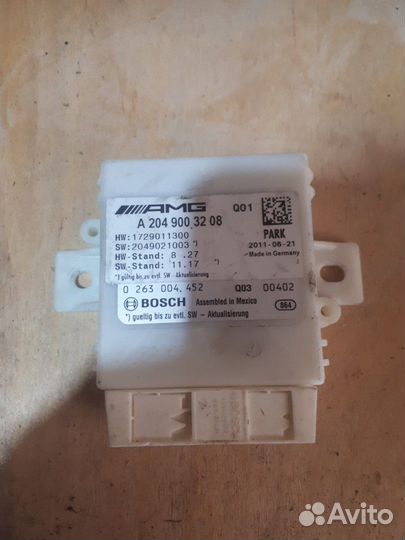 AMG Q01
A 204 900 32 08
PARK
HW:1729011300
2011-06-21
SW:2049021003 *)
Made in Germany
HW-Stand: 8 .27
SW-Stand: 11.17 *)
*) gültig bis zu evtl. SW - Aktualisierung
0 263 004.452 Q03 00402
BOSCH Assembled in Mexico 864
*) gueltig bis zu evtl. SW - Aktualisierung
Avito